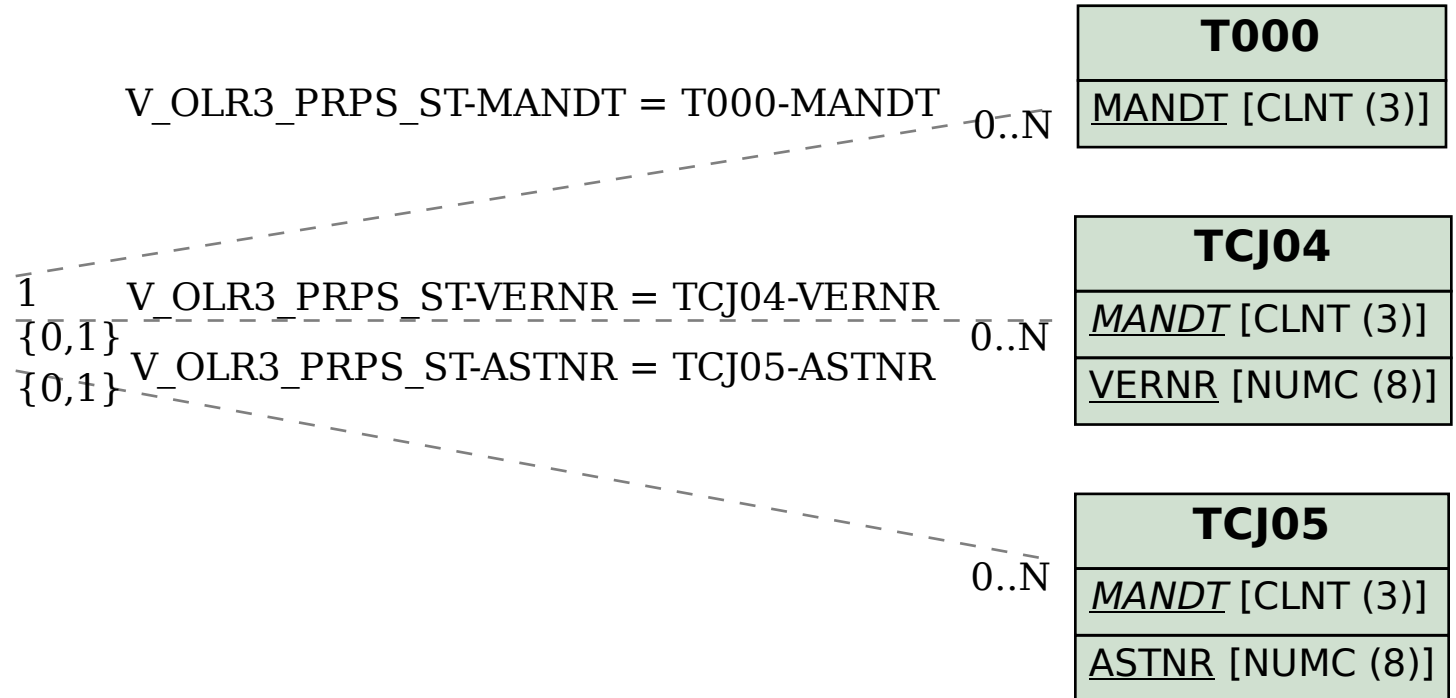 T000
V_OLR3_PRPS_ST-MANDT = T000-MANDT
0..N
MANDT [CLNT (3)]
TCJ04
1
V_OLR3_PRPS_ST-VERNR = TCJ04-VERNR
MANDT [CLNT (3)]
{0,1}
0..N
V_OLR3_PRPS_ST-ASTNR = TCJ05-ASTNR
{0,1}
VERNR [NUMC (8)]
TCJ05
0..N
MANDT [CLNT (3)]
ASTNR [NUMC (8)]